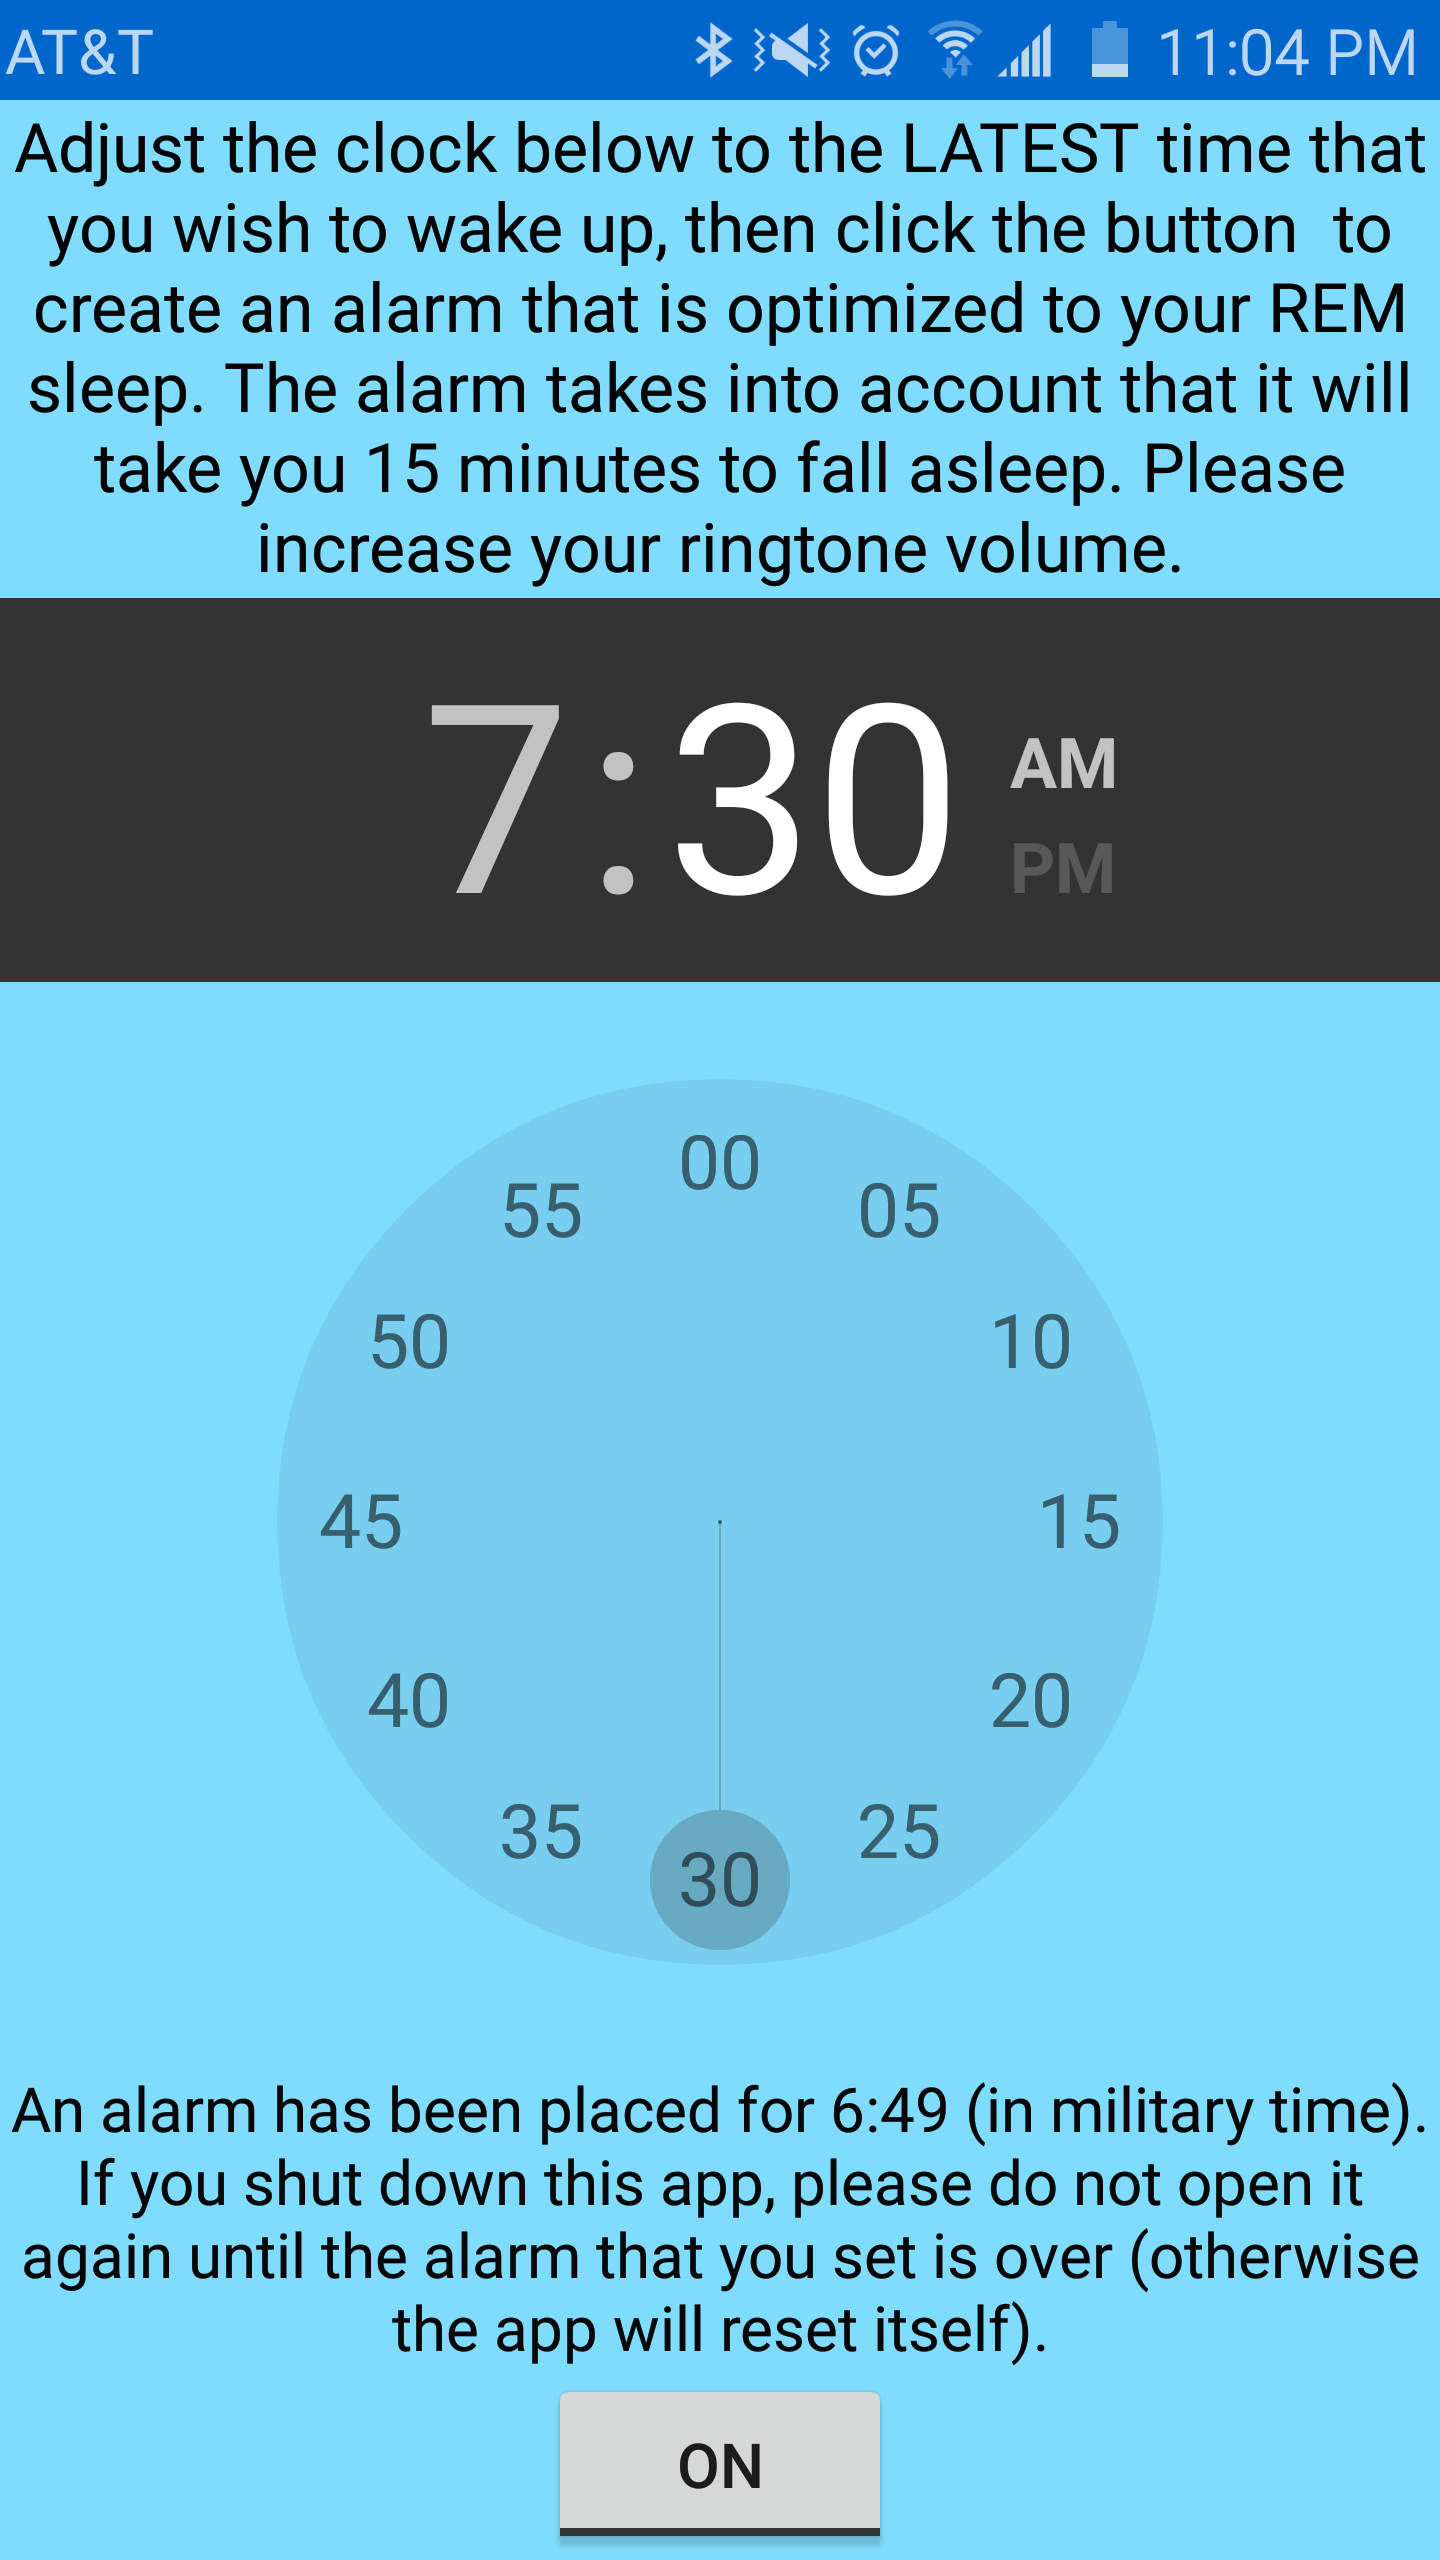 AT&T 11:04 PM
Adjust the clock below to the LATEST time that
you wish to wake up, then click the button  to
create an alarm that is optimized to your REM
sleep. The alarm takes into account that it will
take you 15 minutes to fall asleep. Please
increase your ringtone volume.
7:30 AM
PM
00
55 05
50 10
45 15
40 20
35 25
30
An alarm has been placed for 6:49 (in military time).
If you shut down this app, please do not open it
again until the alarm that you set is over (otherwise
the app will reset itself).
ON